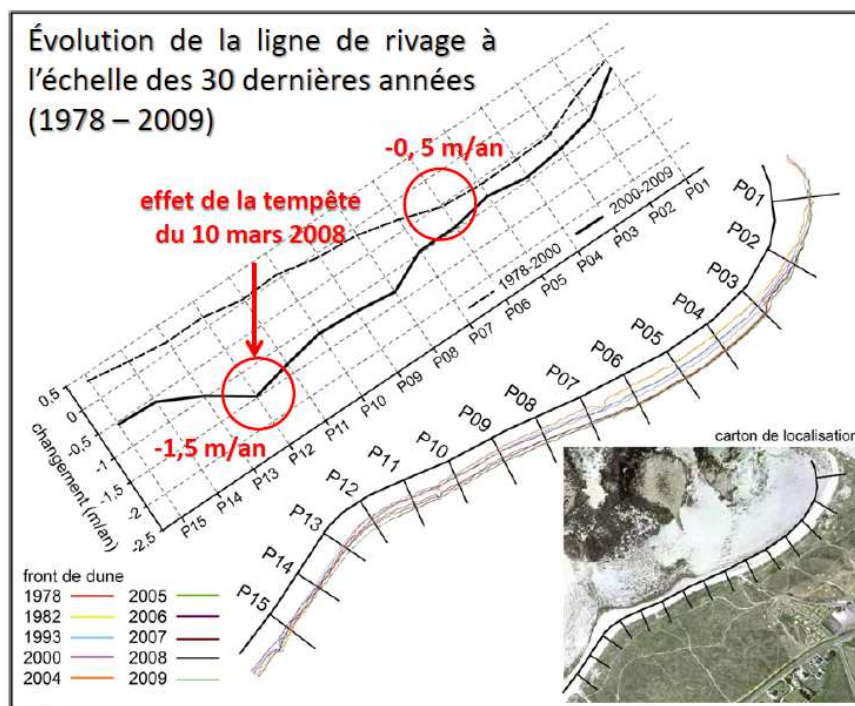 Évolution de la ligne de rivage à
l'échelle des 30 dernières années
(1978 – 2009)
-0, 5 m/an
effet de la tempête
du 10 mars 2008
-1,5 m/an
1978-2000
2000-2009
0.5
0
-0.5
-1
-1.5
-2
-2.5
changement (m/an)
P15
P14
P13
P12
P11
P10
P09
P08
P07
P06
P05
P04
P03
P02
P01
P01
P02
P03
P04
P05
P06
P07
P08
P09
P10
P11
P12
P13
P14
P15
carton de localisation
front de dune
1978 2005
1982 2006
1993 2007
2000 2008
2004 2009